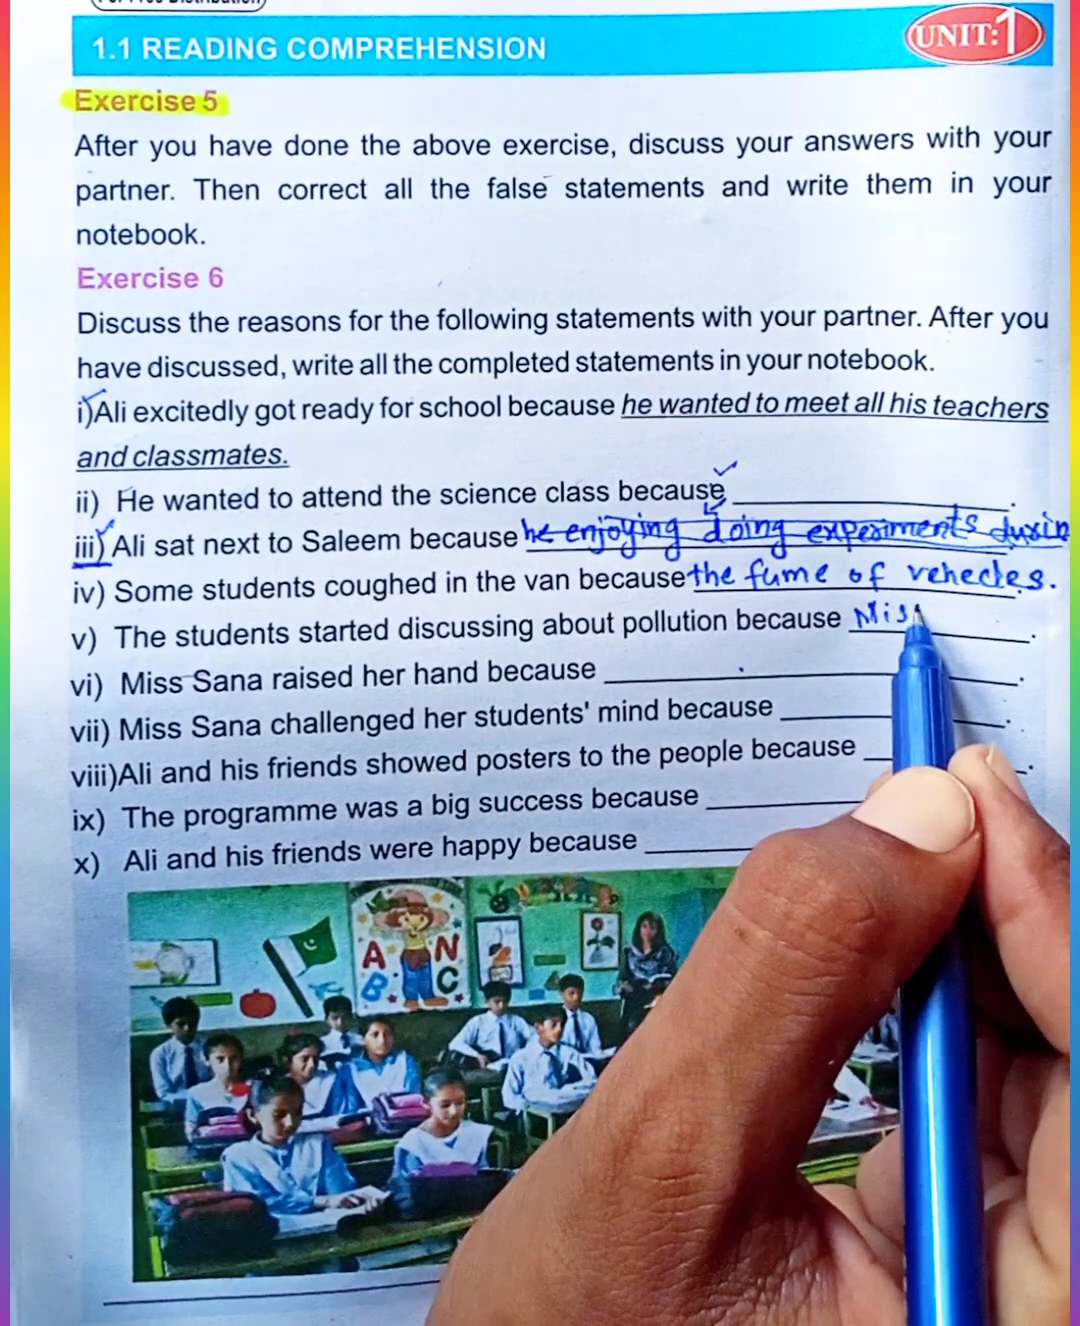 1.1 READING COMPREHENSION
UNIT:1
Exercise 5
After you have done the above exercise, discuss your answers with your
partner. Then correct all the false statements and write them in your
notebook.
Exercise 6
Discuss the reasons for the following statements with your partner. After you
have discussed, write all the completed statements in your notebook.
i) Ali excitedly got ready for school because he wanted to meet all his teachers
and classmates.
ii) He wanted to attend the science class because
iii) Ali sat next to Saleem because he enjoying doing experiments durin
iv) Some students coughed in the van because the fume of vehecles.
v) The students started discussing about pollution because Mis
vi) Miss Sana raised her hand because
vii) Miss Sana challenged her students' mind because
viii) Ali and his friends showed posters to the people because
ix) The programme was a big success because
x) Ali and his friends were happy because
A N
B C